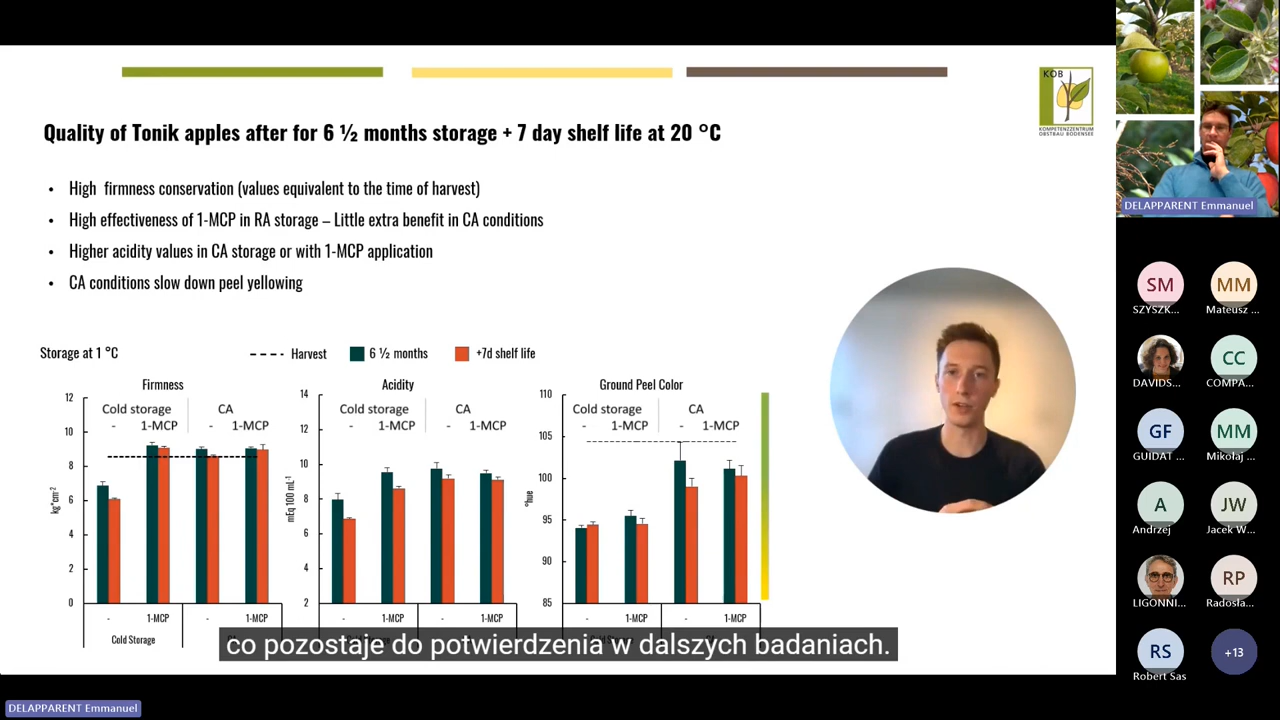 KOB
KOMPETENZZENTRUM
OBSTBAU BODENSEE
Quality of Tonik apples after for 6 ½ months storage + 7 day shelf life at 20 °C
• High firmness conservation (values equivalent to the time of harvest)
• High effectiveness of 1-MCP in RA storage – Little extra benefit in CA conditions
• Higher acidity values in CA storage or with 1-MCP application
• CA conditions slow down peel yellowing
Storage at 1 °C
Harvest
6 ½ months
+7d shelf life
Firmness
Cold storage CA
- 1-MCP - 1-MCP
12
10
8
6
4
2
0
kg*cm-2
- 1-MCP - 1-MCP
Cold Storage
Acidity
Cold storage CA
- 1-MCP - 1-MCP
14
12
10
8
6
4
2
mEq 100 mL-1
- 1-MCP - 1-MCP
Ground Peel Color
Cold storage CA
- 1-MCP - 1-MCP
110
105
100
95
90
85
°hue
- 1-MCP - 1-MCP
co pozostaje do potwierdzenia w dalszych badaniach.
DELAPPARENT Emmanuel
SM
SZYSZK...
MM
Mateusz ...
DAVIDS...
CC
COMPA...
GF
GUIDAT ...
MM
Mikołaj ...
A
Andrzej
JW
Jacek W...
LIGONNI...
RP
Radosła...
RS
Robert Sas
+13
DELAPPARENT Emmanuel